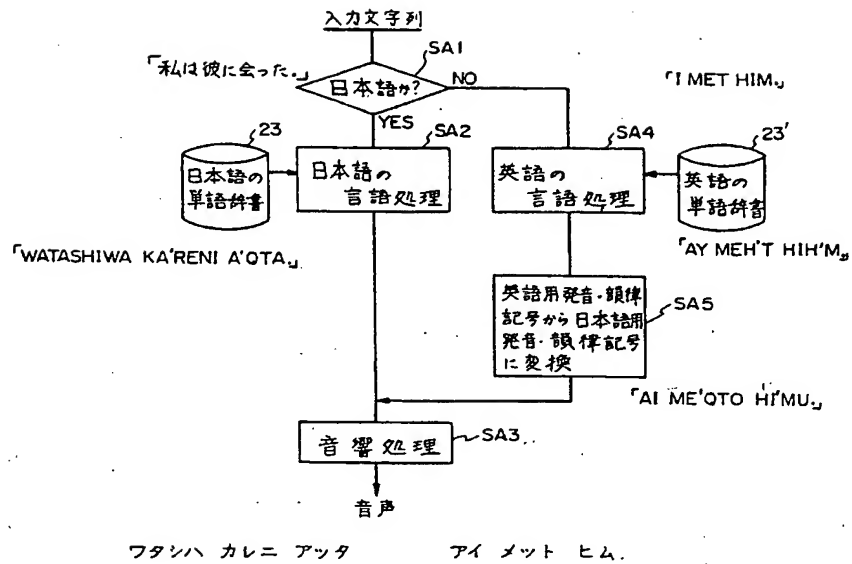 入力文字列
SA1
「私は彼に会った.」
日本語か?
NO
「I MET HIM.」
YES
23
SA2
SA4
23'
日本語の
単語辞書
日本語の
言語処理
英語の
言語処理
英語の
単語辞書
「WATASHIWA KA'RENI A'QTA.」
「AY MEH'T HIH'M.」
英語用発音・韻律
記号から日本語用
発音・韻律記号
に変換
SA5
「AI ME'QTO HI'MU.」
音響処理
SA3
音声
ワタシハ カレニ アッタ
アイ メット ヒム.